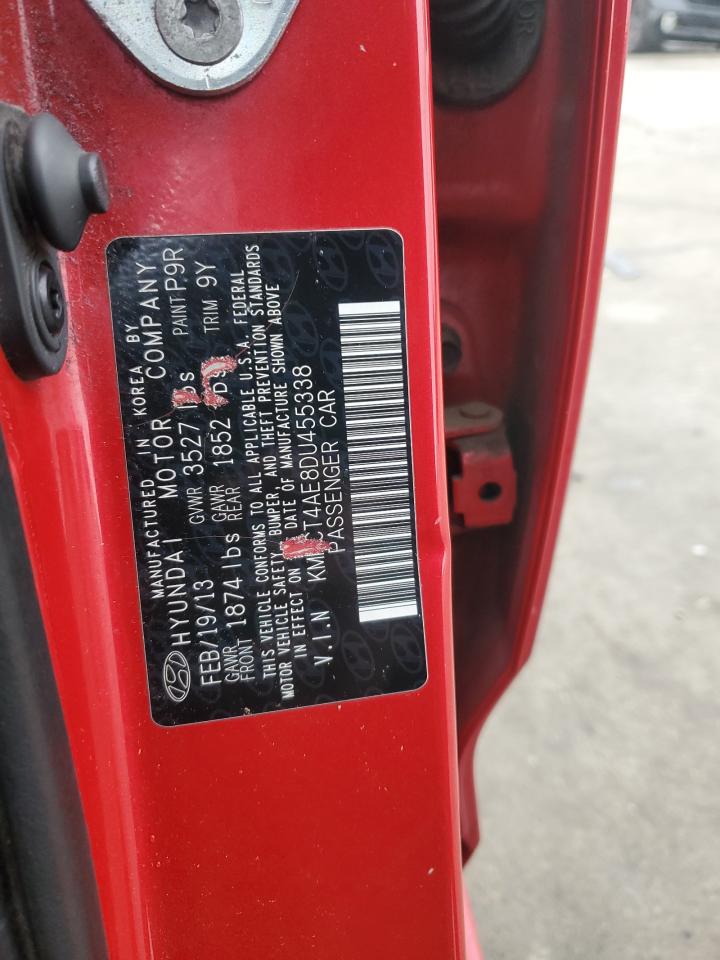 MANUFACTURED IN KOREA BY
HYUNDAI MOTOR COMPANY
FEB/19/13 GVWR 3527 lbs PAINT P9R
GAWR FRONT 1874 lbs GAWR REAR 1852 TRIM 9Y
THIS VEHICLE CONFORMS TO ALL APPLICABLE U.S.A. FEDERAL
MOTOR VEHICLE SAFETY, BUMPER, AND THEFT PREVENTION STANDARDS
IN EFFECT ON DATE OF MANUFACTURE SHOWN ABOVE
V.I.N CT4AE8DU455338
PASSENGER CAR